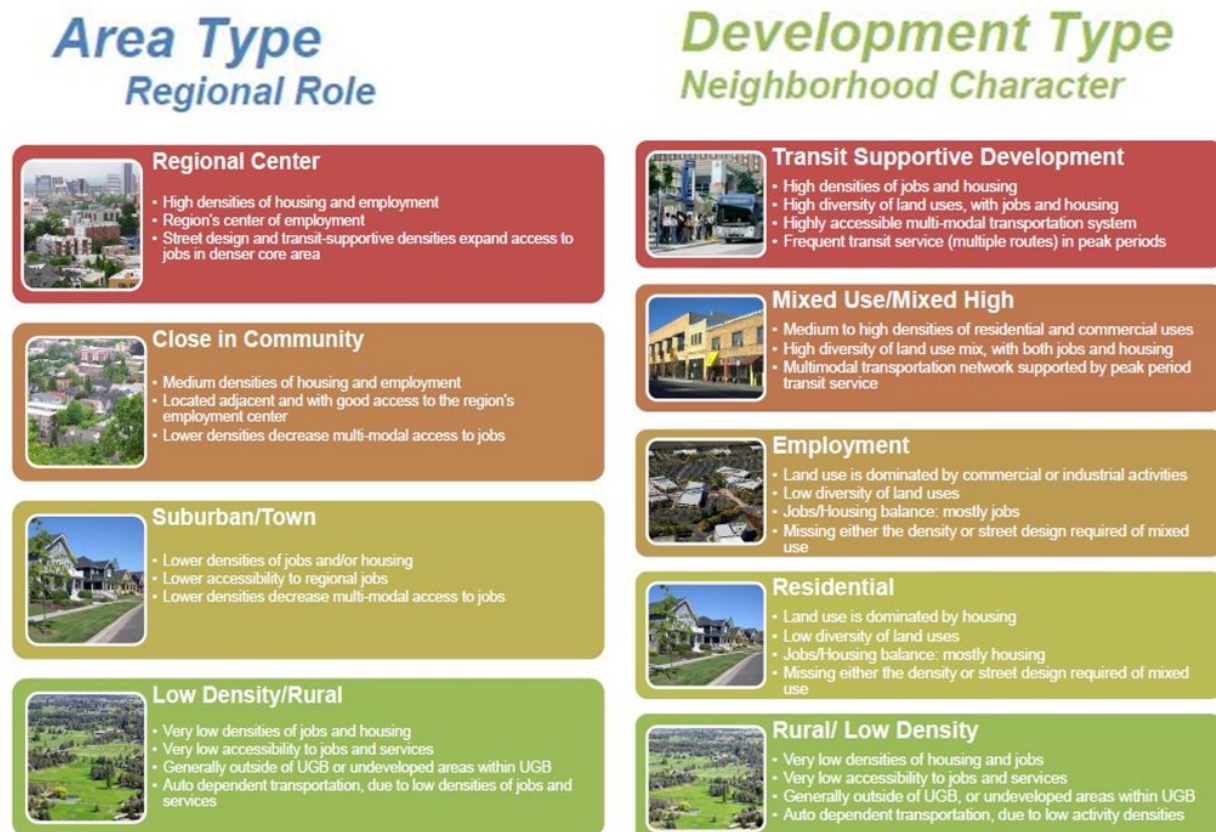 Area Type
Regional Role
Regional Center
• High densities of housing and employment
• Region's center of employment
• Street design and transit-supportive densities expand access to
jobs in denser core area
Close in Community
• Medium densities of housing and employment
• Located adjacent and with good access to the region's
employment center
• Lower densities decrease multi-modal access to jobs
Suburban/Town
• Lower densities of jobs and/or housing
• Lower accessibility to regional jobs
• Lower densities decrease multi-modal access to jobs
Low Density/Rural
• Very low densities of jobs and housing
• Very low accessibility to jobs and services
• Generally outside of UGB or undeveloped areas within UGB
• Auto dependent transportation, due to low densities of jobs and
services
Development Type
Neighborhood Character
Transit Supportive Development
• High densities of jobs and housing
• High diversity of land uses, with jobs and housing
• Highly accessible multi-modal transportation system
• Frequent transit service (multiple routes) in peak periods
Mixed Use/Mixed High
• Medium to high densities of residential and commercial uses
• High diversity of land use mix, with both jobs and housing
• Multimodal transportation network supported by peak period
transit service
Employment
• Land use is dominated by commercial or industrial activities
• Low diversity of land uses
• Jobs/Housing balance: mostly jobs
• Missing either the density or street design required of mixed
use
Residential
• Land use is dominated by housing
• Low diversity of land uses
• Jobs/Housing balance: mostly housing
• Missing either the density or street design required of mixed
use
Rural/ Low Density
• Very low densities of housing and jobs
• Very low accessibility to jobs and services
• Generally outside of UGB, or undeveloped areas within UGB
• Auto dependent transportation, due to low activity densities